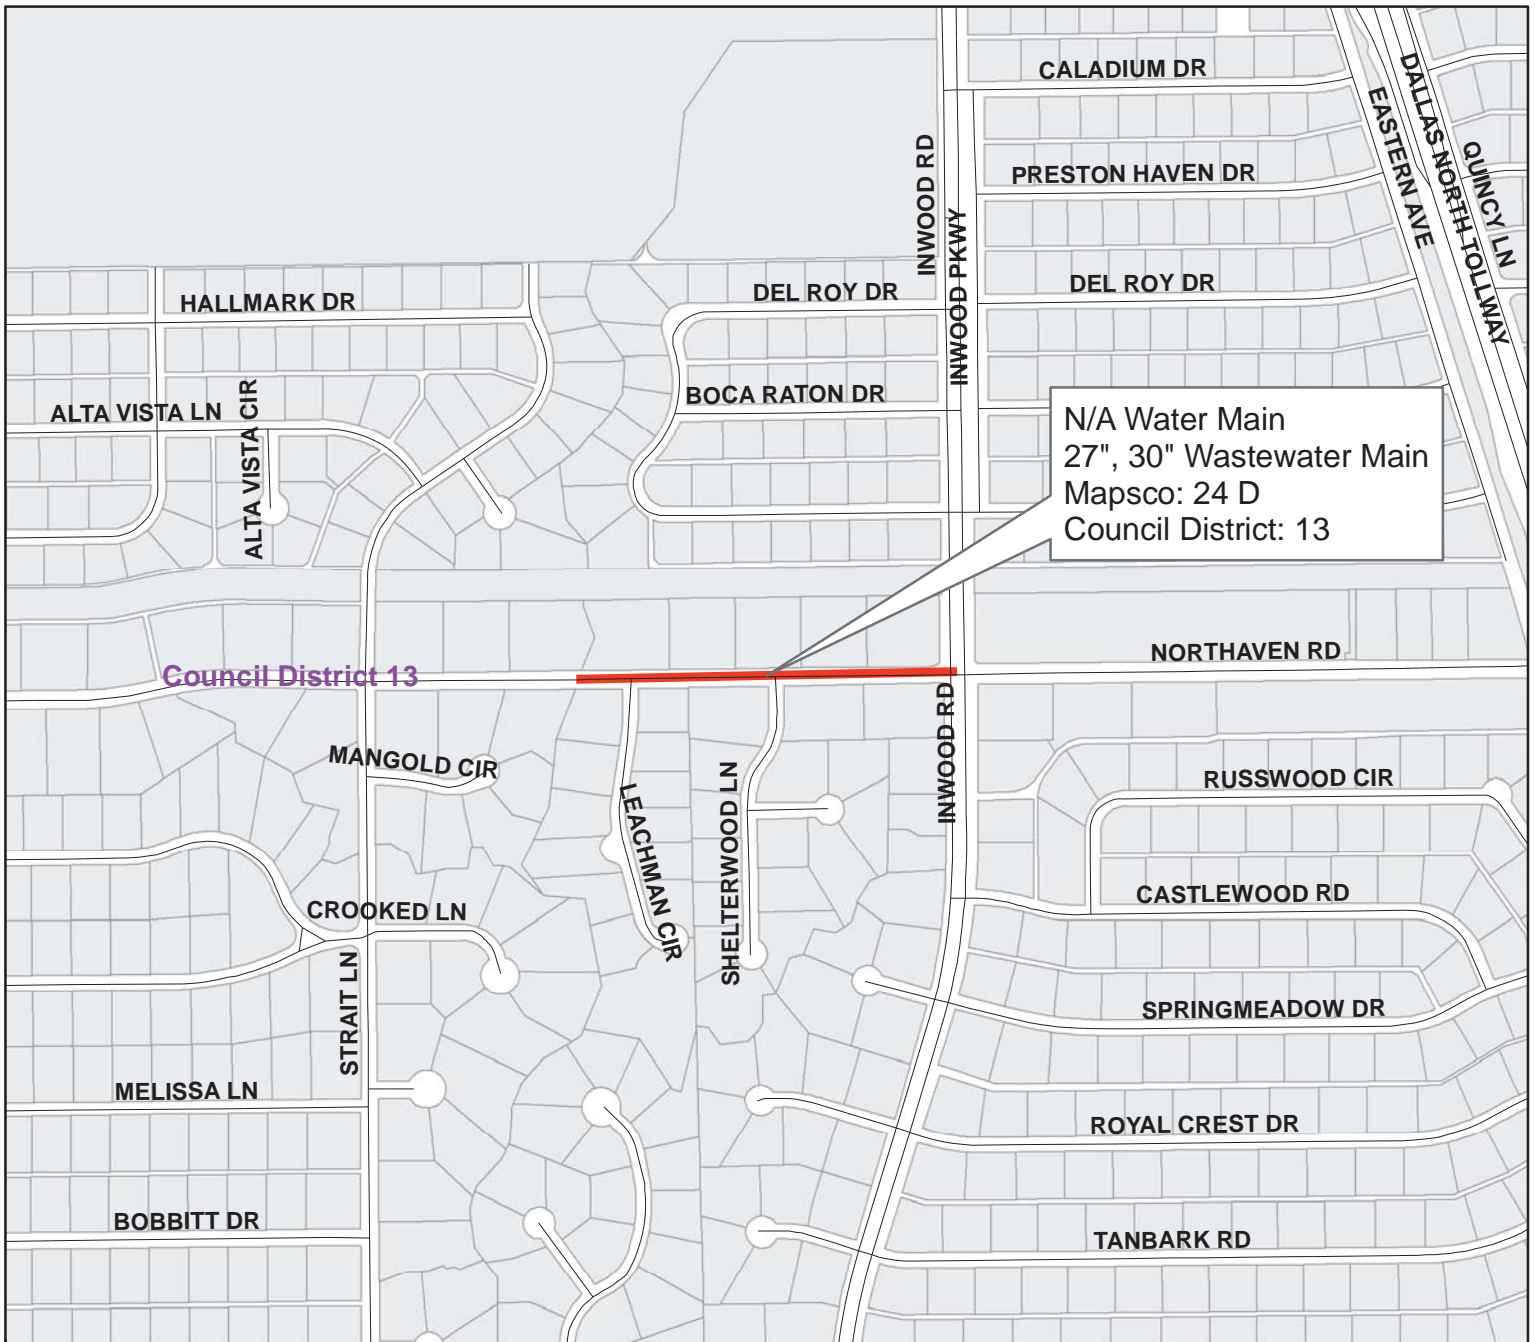 CALADIUM DR
DALLAS NORTH TOLLWAY
EASTERN AVE
QUINCY LN
INWOOD RD
PRESTON HAVEN DR
INWOOD PKWY
DEL ROY DR
DEL ROY DR
HALLMARK DR
BOCA RATON DR
ALTA VISTA LN
ALTA VISTA CIR
N/A Water Main
27", 30" Wastewater Main
Mapsco: 24 D
Council District: 13
NORTHAVEN RD
Council District 13
INWOOD RD
MANGOLD CIR
RUSSWOOD CIR
LEACHMAN CIR
SHELTERWOOD LN
CASTLEWOOD RD
CROOKED LN
STRAIT LN
SPRINGMEADOW DR
MELISSA LN
ROYAL CREST DR
BOBBITT DR
TANBARK RD